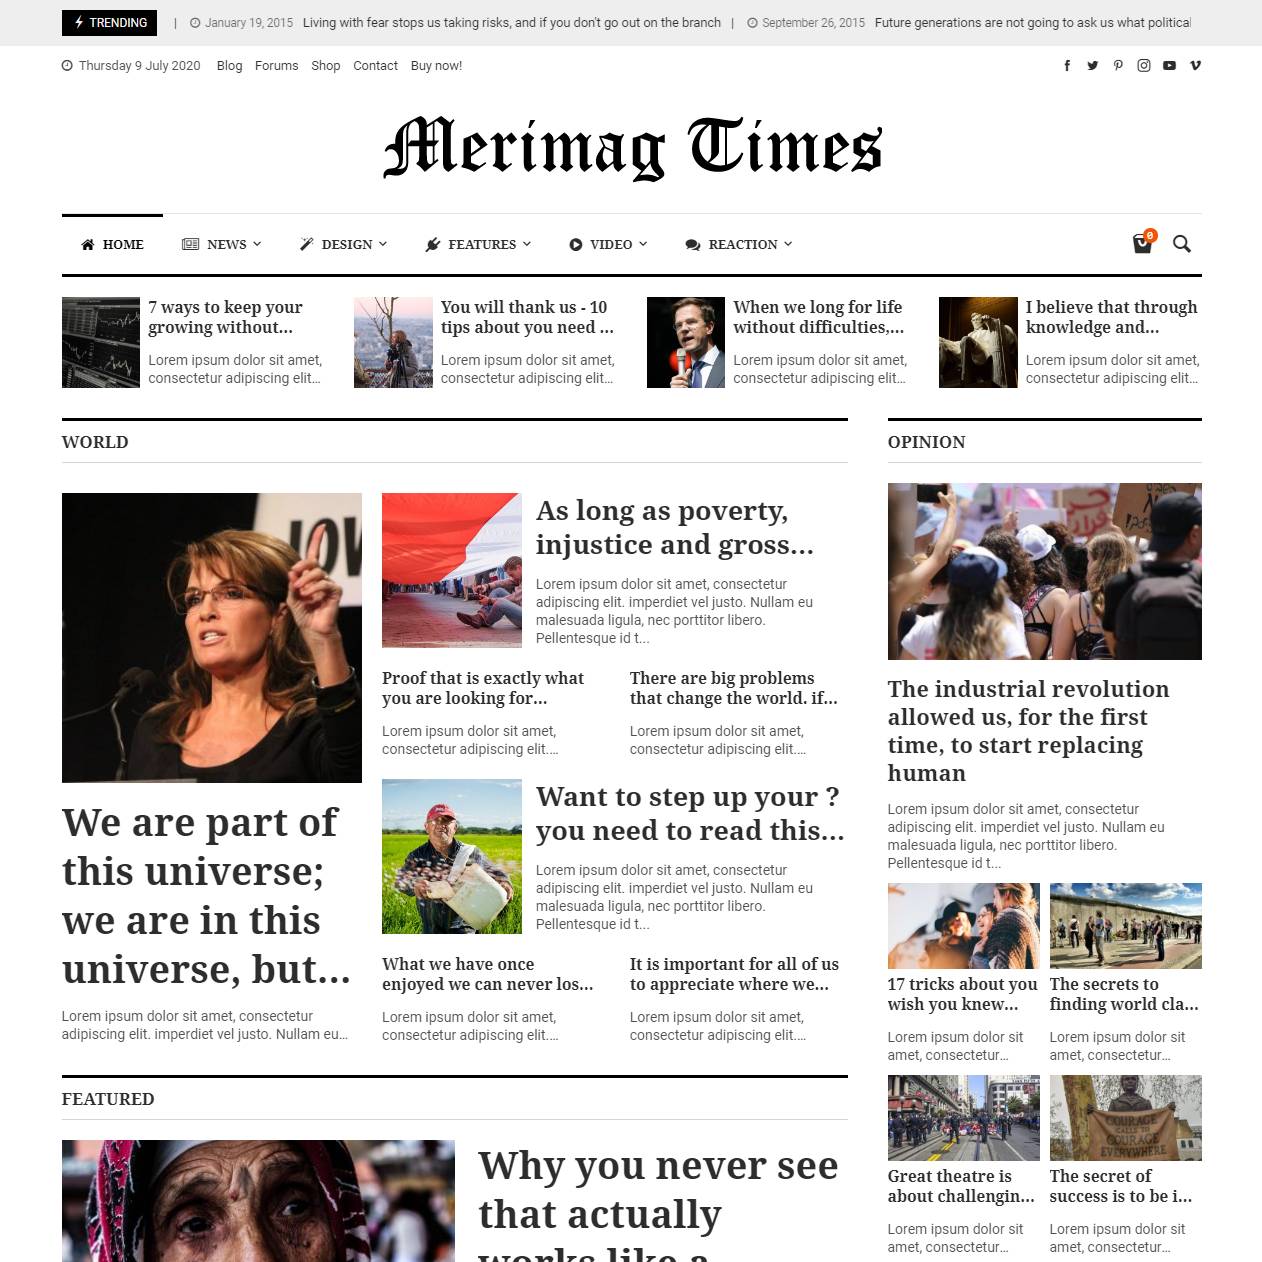 TRENDING | January 19, 2015 Living with fear stops us taking risks, and if you don't go out on the branch | September 26, 2015 Future generations are not going to ask us what political
Thursday 9 July 2020 Blog Forums Shop Contact Buy now!
Merimag Times
HOME NEWS DESIGN FEATURES VIDEO REACTION 0
7 ways to keep your
growing without...
Lorem ipsum dolor sit amet,
consectetur adipiscing elit...
You will thank us - 10
tips about you need ...
Lorem ipsum dolor sit amet,
consectetur adipiscing elit...
When we long for life
without difficulties,...
Lorem ipsum dolor sit amet,
consectetur adipiscing elit...
I believe that through
knowledge and...
Lorem ipsum dolor sit amet,
consectetur adipiscing elit...
WORLD
We are part of
this universe;
we are in this
universe, but...
Lorem ipsum dolor sit amet, consectetur
adipiscing elit. imperdiet vel justo. Nullam eu...
As long as poverty,
injustice and gross...
Lorem ipsum dolor sit amet, consectetur
adipiscing elit. imperdiet vel justo. Nullam eu
malesuada ligula, nec porttitor libero.
Pellentesque id t...
Proof that is exactly what
you are looking for...
Lorem ipsum dolor sit amet,
consectetur adipiscing elit....
There are big problems
that change the world. if...
Lorem ipsum dolor sit amet,
consectetur adipiscing elit....
Want to step up your ?
you need to read this...
Lorem ipsum dolor sit amet, consectetur
adipiscing elit. imperdiet vel justo. Nullam eu
malesuada ligula, nec porttitor libero.
Pellentesque id t...
What we have once
enjoyed we can never los...
Lorem ipsum dolor sit amet,
consectetur adipiscing elit....
It is important for all of us
to appreciate where we...
Lorem ipsum dolor sit amet,
consectetur adipiscing elit....
FEATURED
Why you never see
that actually
works like a
OPINION
The industrial revolution
allowed us, for the first
time, to start replacing
human
Lorem ipsum dolor sit amet, consectetur
adipiscing elit. imperdiet vel justo. Nullam eu
malesuada ligula, nec porttitor libero.
Pellentesque id t...
17 tricks about you
wish you knew...
Lorem ipsum dolor sit
amet, consectetur...
The secrets to
finding world cla...
Lorem ipsum dolor sit
amet, consectetur...
Great theatre is
about challengin...
Lorem ipsum dolor sit
amet, consectetur...
COURAGE
CALLS TO
COURAGE
EVERYWHERE
The secret of
success is to be i...
Lorem ipsum dolor sit
amet, consectetur...